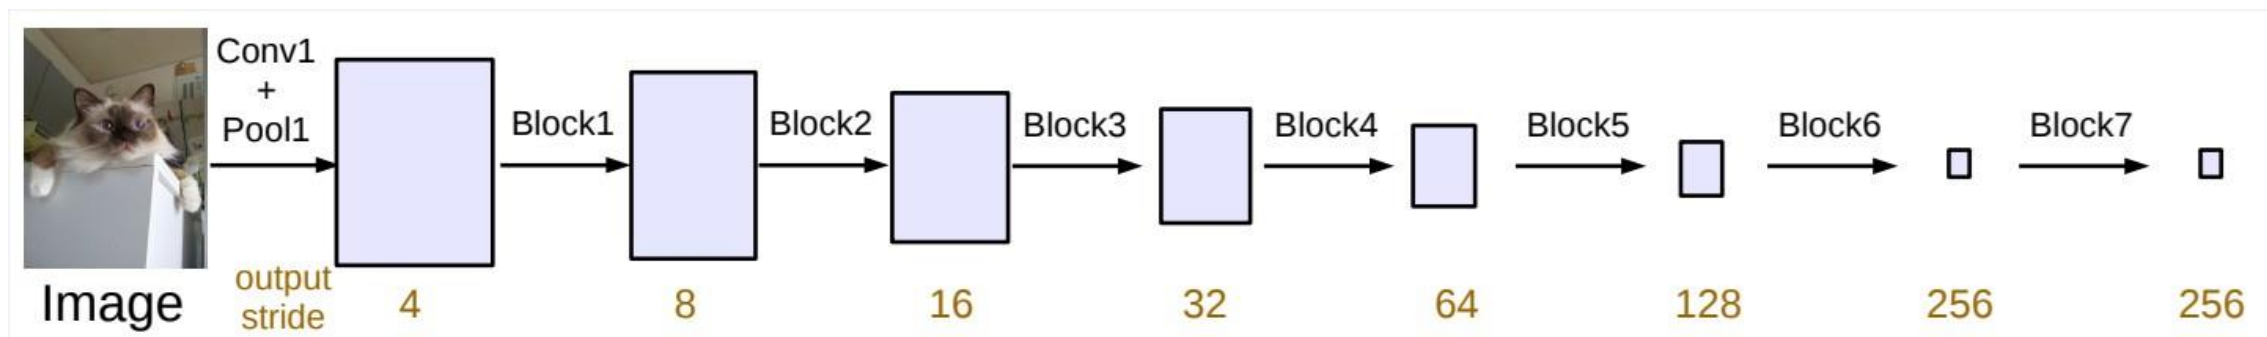 Conv1
+
Pool1
Block1
Block2
Block3
Block4
Block5
Block6
Block7
Image
output
stride
4
8
16
32
64
128
256
256